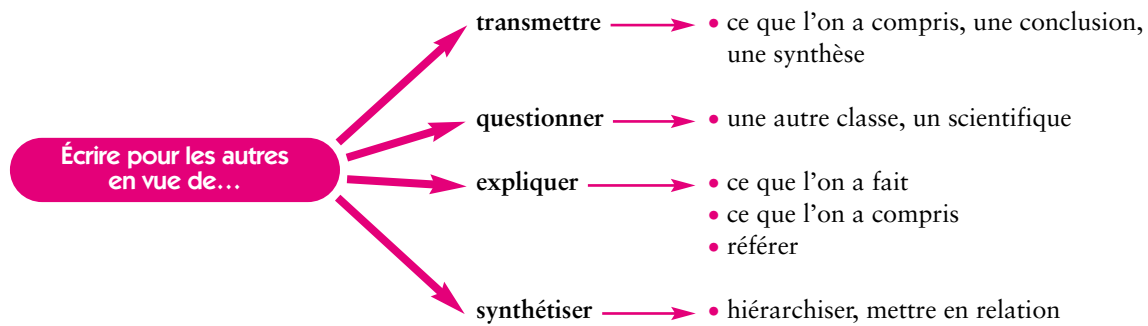 Écrire pour les autres
en vue de…
transmettre
• ce que l'on a compris, une conclusion,
une synthèse
questionner
• une autre classe, un scientifique
expliquer
• ce que l'on a fait
• ce que l'on a compris
• référer
synthétiser
• hiérarchiser, mettre en relation